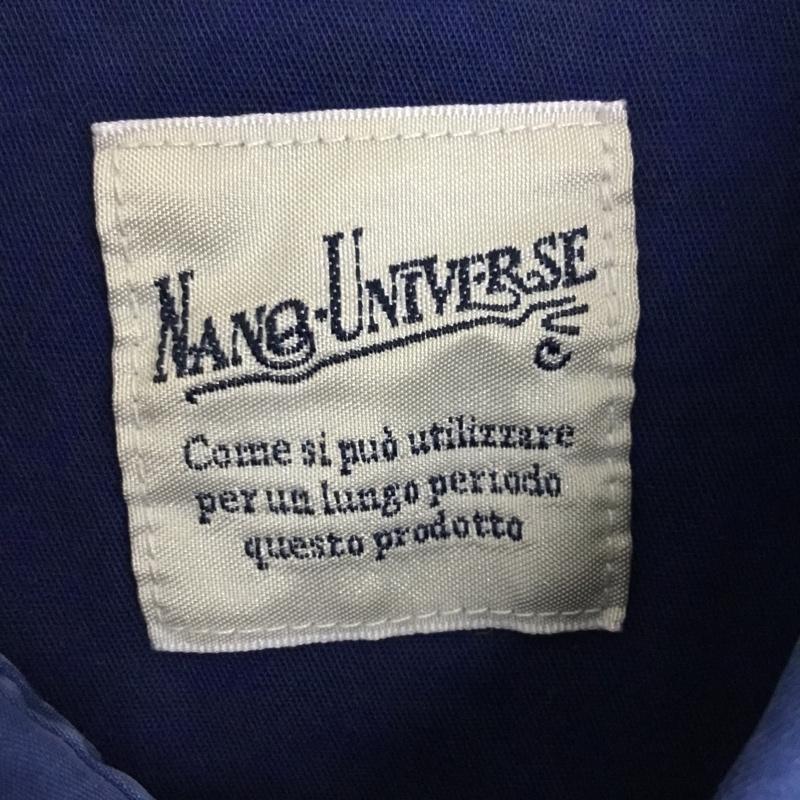 NANO·UNIVERSE
Come si può utilizzare
per un lungo periodo
questo prodotto